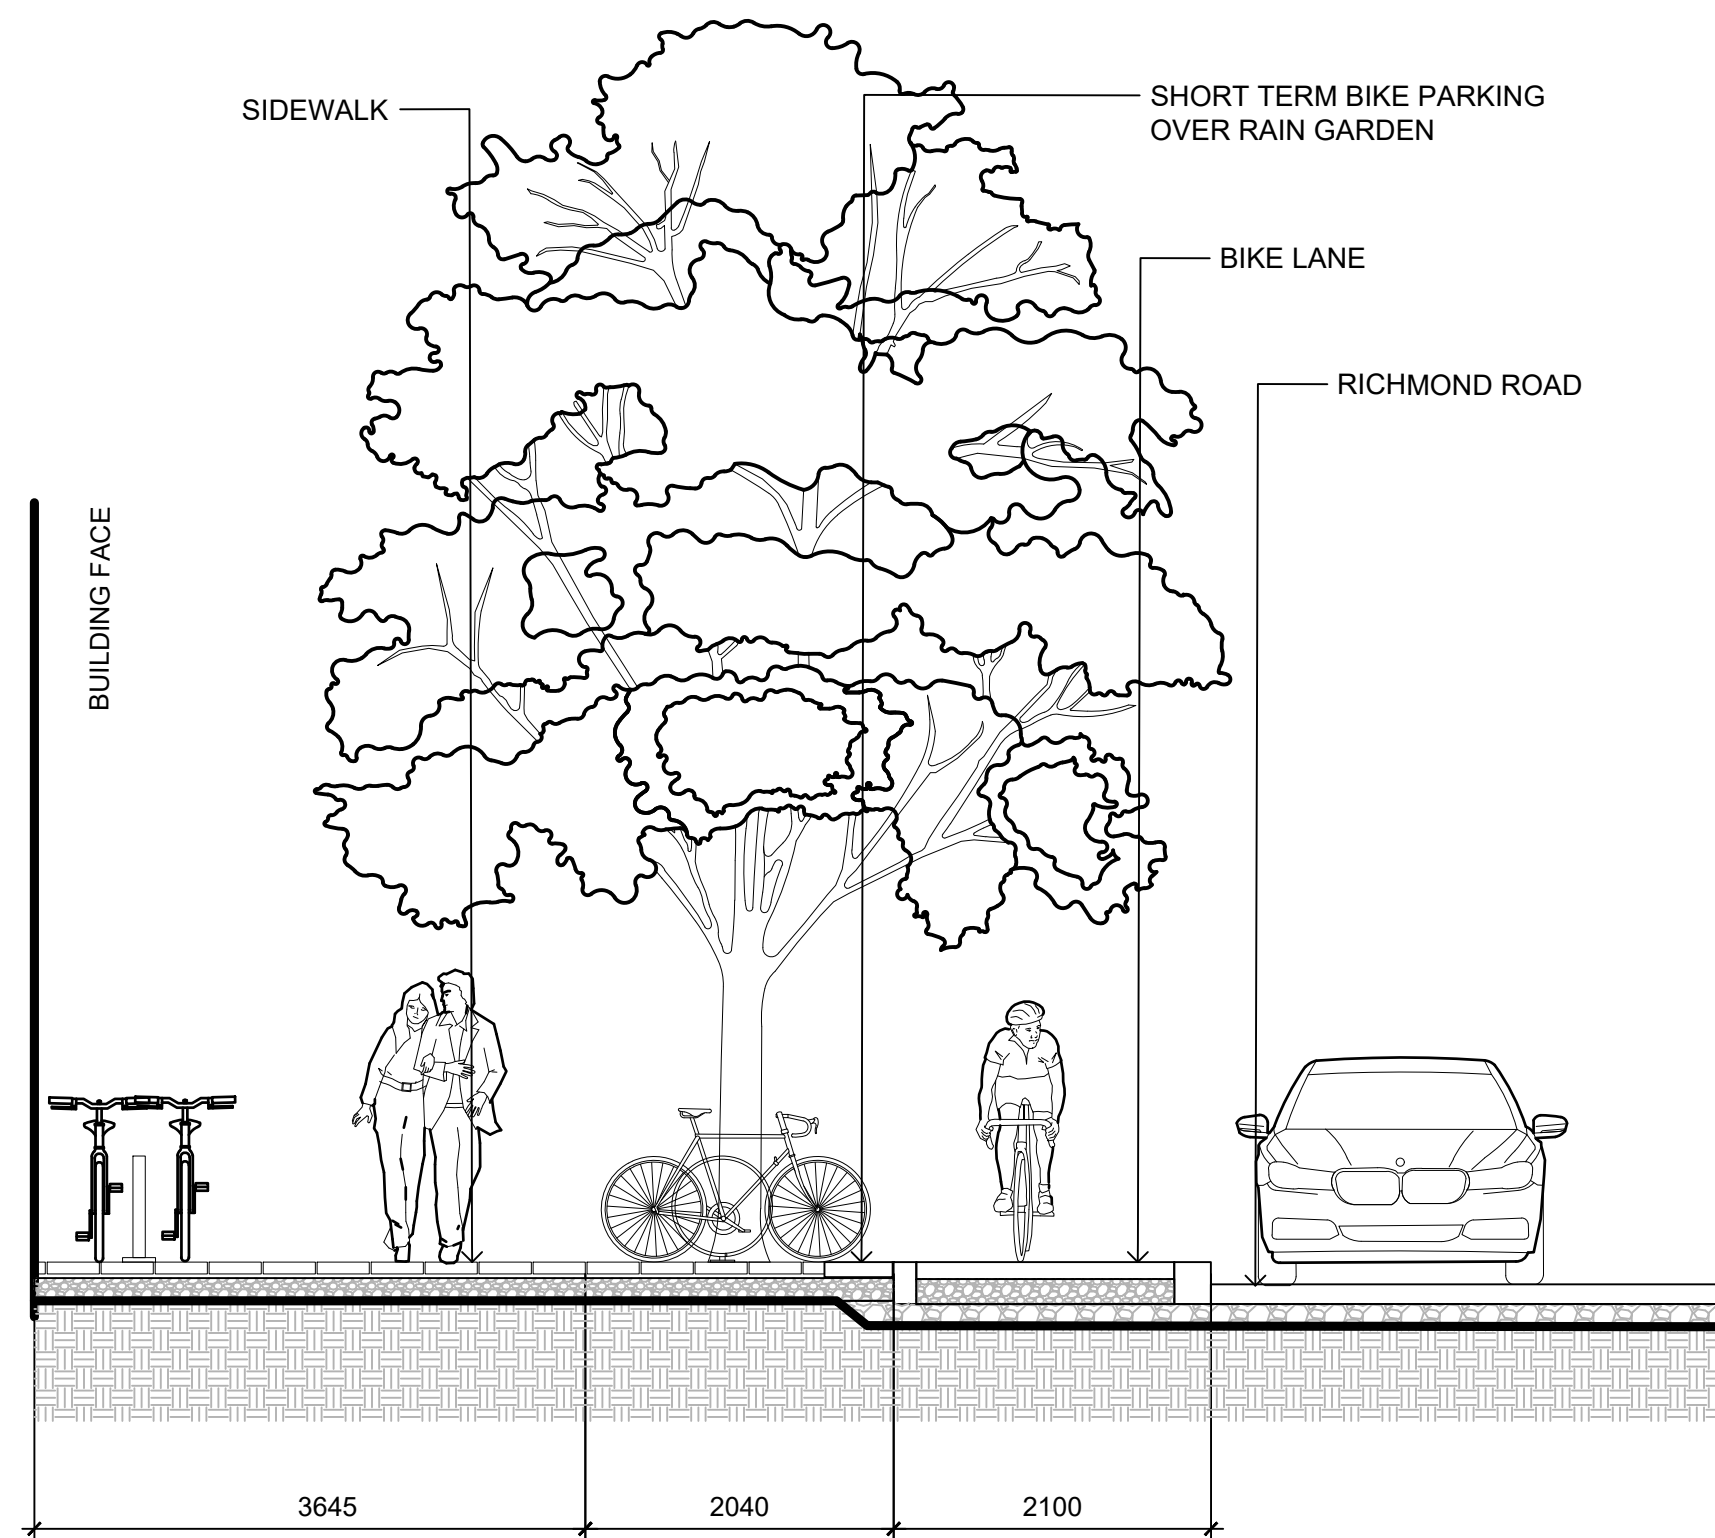 SIDEWALK
SHORT TERM BIKE PARKING
OVER RAIN GARDEN
BIKE LANE
RICHMOND ROAD
BUILDING FACE
3645
2040
2100